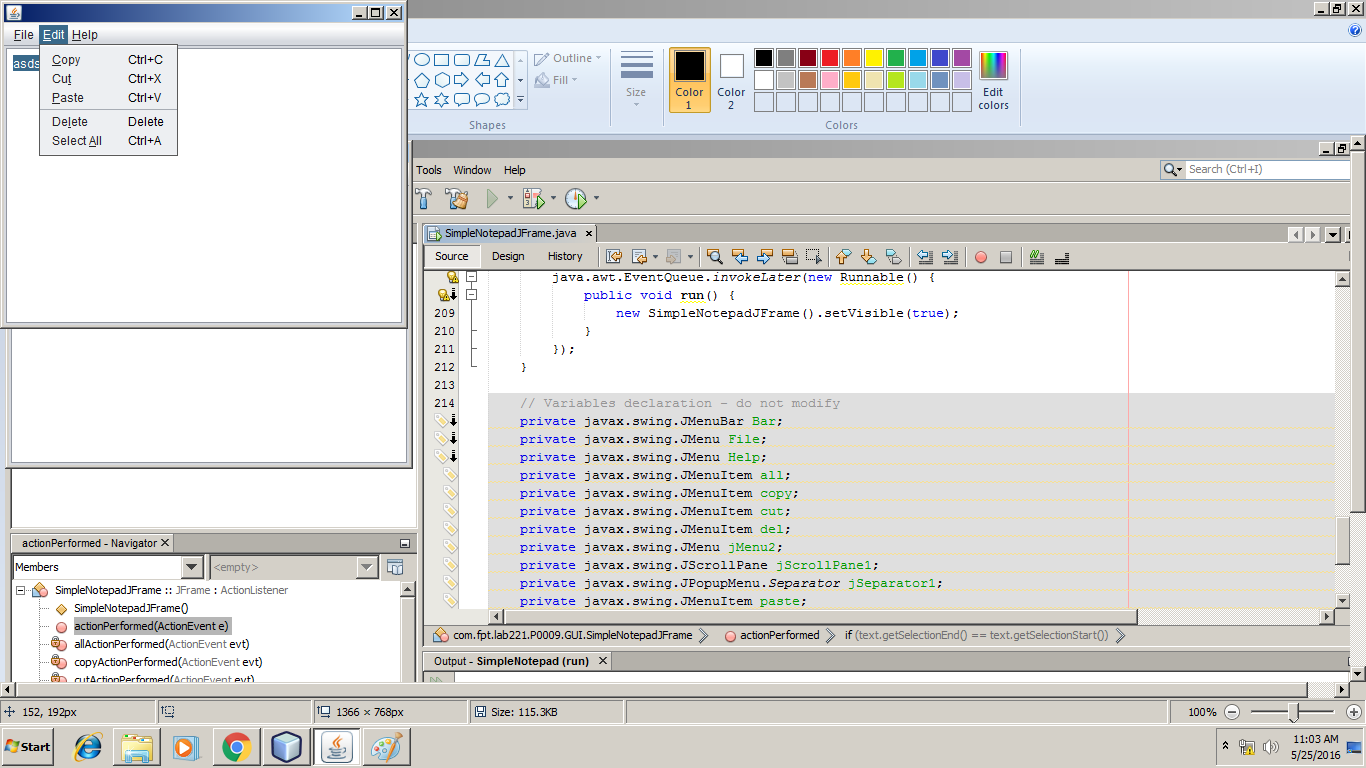 File Edit Help
Copy Ctrl+C
Cut Ctrl+X
Paste Ctrl+V
Delete Delete
Select All Ctrl+A
asds
Outline
Fill
Shapes
Size
Color 1
Color 2
Edit colors
Colors
Tools Window Help
Search (Ctrl+I)
SimpleNotepadJFrame.java
Source Design History
java.awt.EventQueue.invokeLater(new Runnable() {
public void run() {
209 new SimpleNotepadJFrame().setVisible(true);
210 }
211 });
212 }
213
214 // Variables declaration - do not modify
private javax.swing.JMenuBar Bar;
private javax.swing.JMenu File;
private javax.swing.JMenu Help;
private javax.swing.JMenuItem all;
private javax.swing.JMenuItem copy;
private javax.swing.JMenuItem cut;
private javax.swing.JMenuItem del;
private javax.swing.JMenu jMenu2;
private javax.swing.JScrollPane jScrollPane1;
private javax.swing.JPopupMenu.Separator jSeparator1;
private javax.swing.JMenuItem paste;
actionPerformed - Navigator
Members <empty>
SimpleNotepadJFrame :: JFrame : ActionListener
SimpleNotepadJFrame()
actionPerformed(ActionEvent e)
allActionPerformed(ActionEvent evt)
copyActionPerformed(ActionEvent evt)
cutActionPerformed(ActionEvent evt)
com.fpt.lab221.P0009.GUI.SimpleNotepadJFrame actionPerformed if (text.getSelectionEnd() == text.getSelectionStart())
Output - SimpleNotepad (run)
152, 192px
1366 × 768px
Size: 115.3KB
100%
Start
11:03 AM
5/25/2016